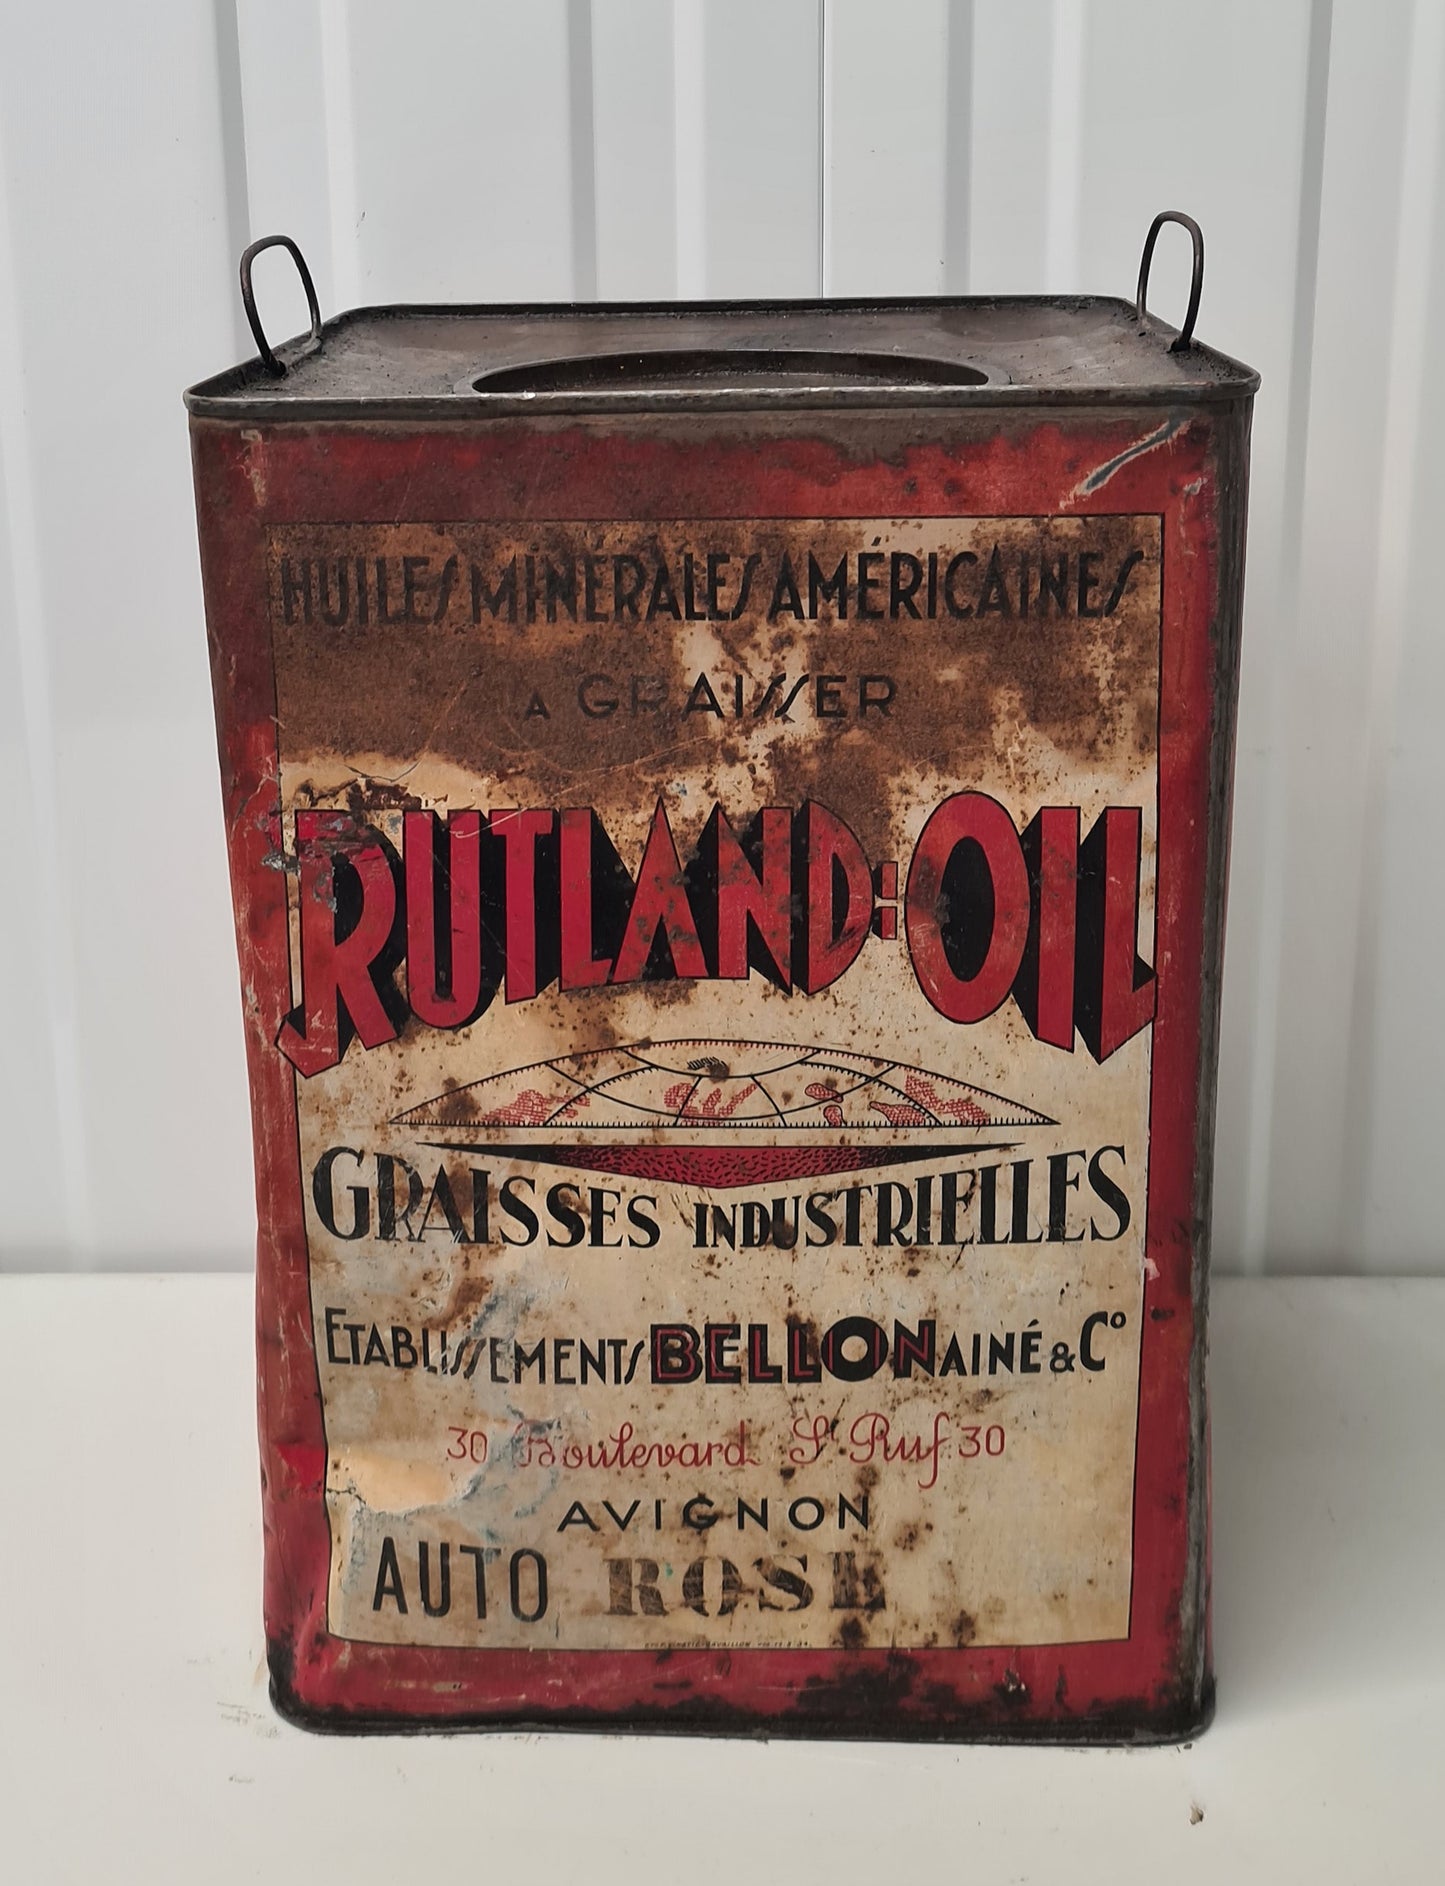 HUILES MINÉRALES AMÉRICAINES
A GRAISSER
RUTLAND=OIL
GRAISSES INDUSTRIELLES
ETABLISSEMENTS BELLON AINÉ & Cº
30 Boulevard St Ruf 30
AVIGNON
AUTO ROSE